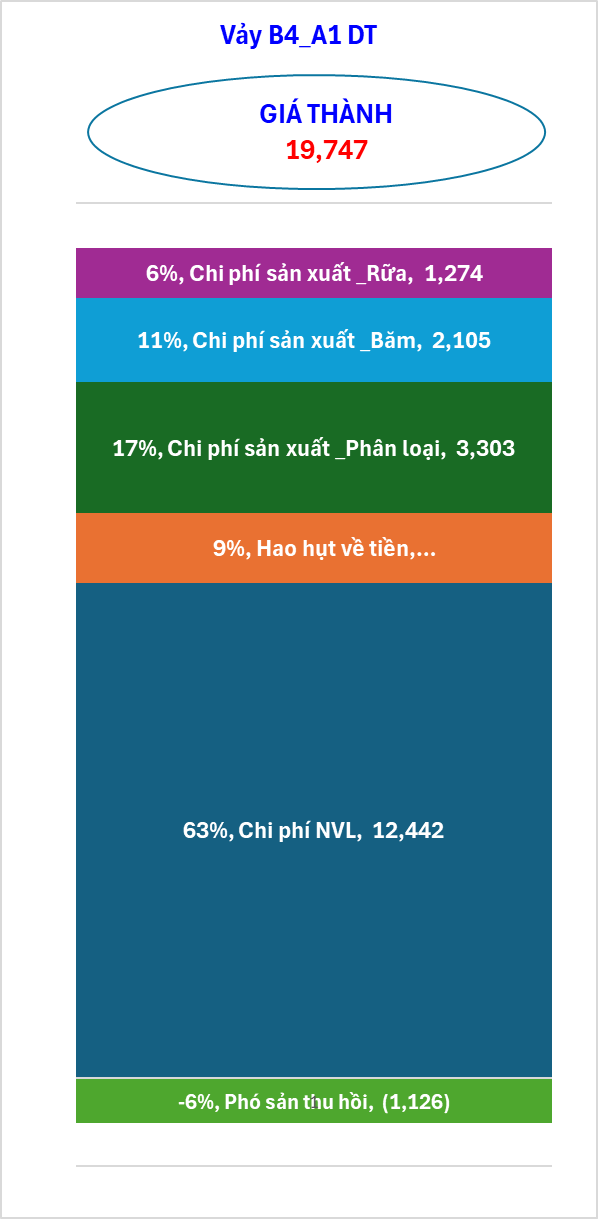 Vảy B4_A1 DT
GIÁ THÀNH
19,747
6%, Chi phí sản xuất _Rữa, 1,274
11%, Chi phí sản xuất _Băm, 2,105
17%, Chi phí sản xuất _Phân loại, 3,303
9%, Hao hụt về tiền,...
63%, Chi phí NVL, 12,442
-6%, Phó sản thu hồi, (1,126)